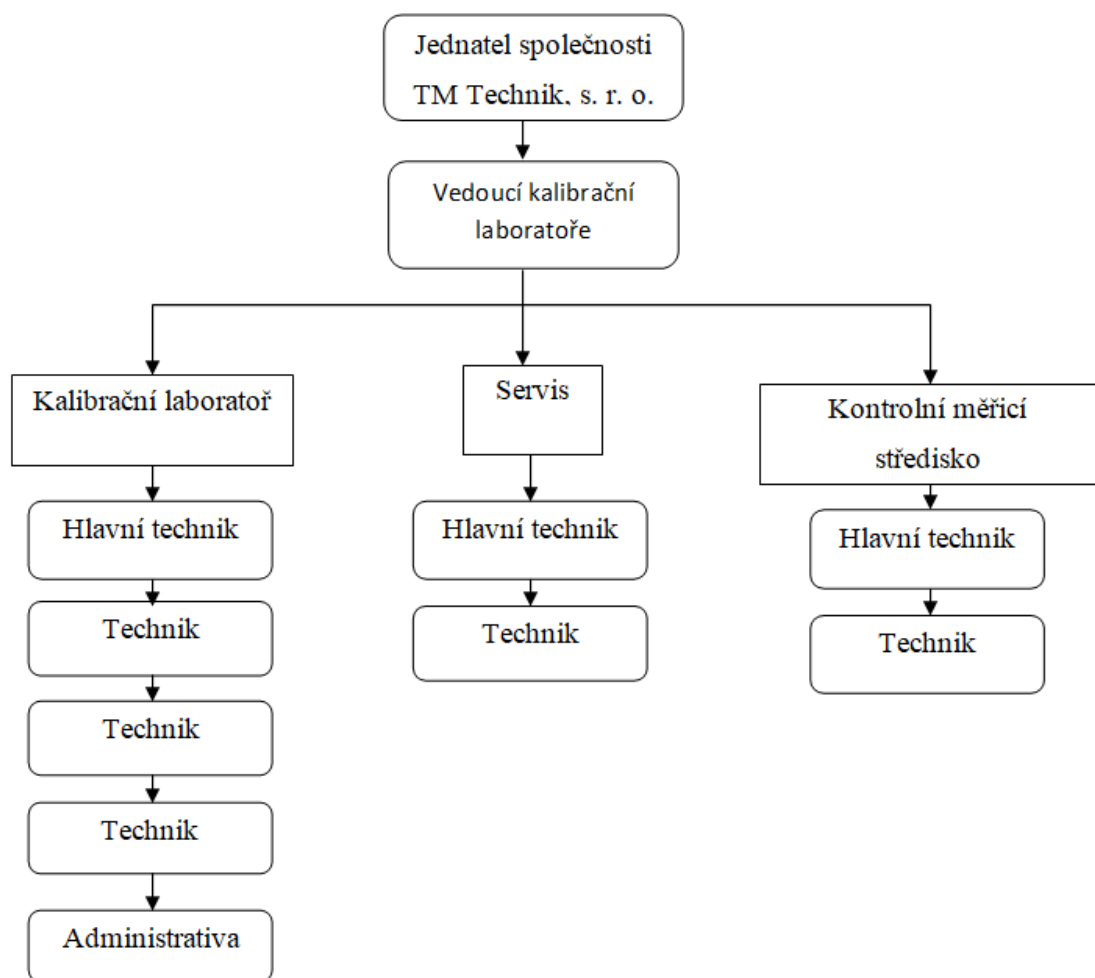 Jednatel společnosti
TM Technik, s. r. o.
Vedoucí kalibrační
laboratoře
Kalibrační laboratoř
Servis
Kontrolní měřicí
středisko
Hlavní technik
Hlavní technik
Hlavní technik
Technik
Technik
Technik
Technik
Technik
Administrativa